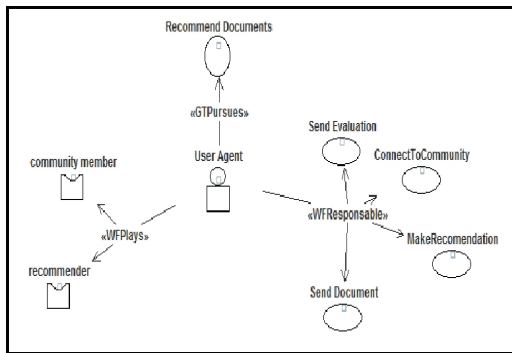 Recommend Documents
«GTPursues»
Send Evaluation
User Agent
ConnectToCommunity
community member
«WFResponsable»
«WFPlays»
MakeRecomendation
recommender
Send Document